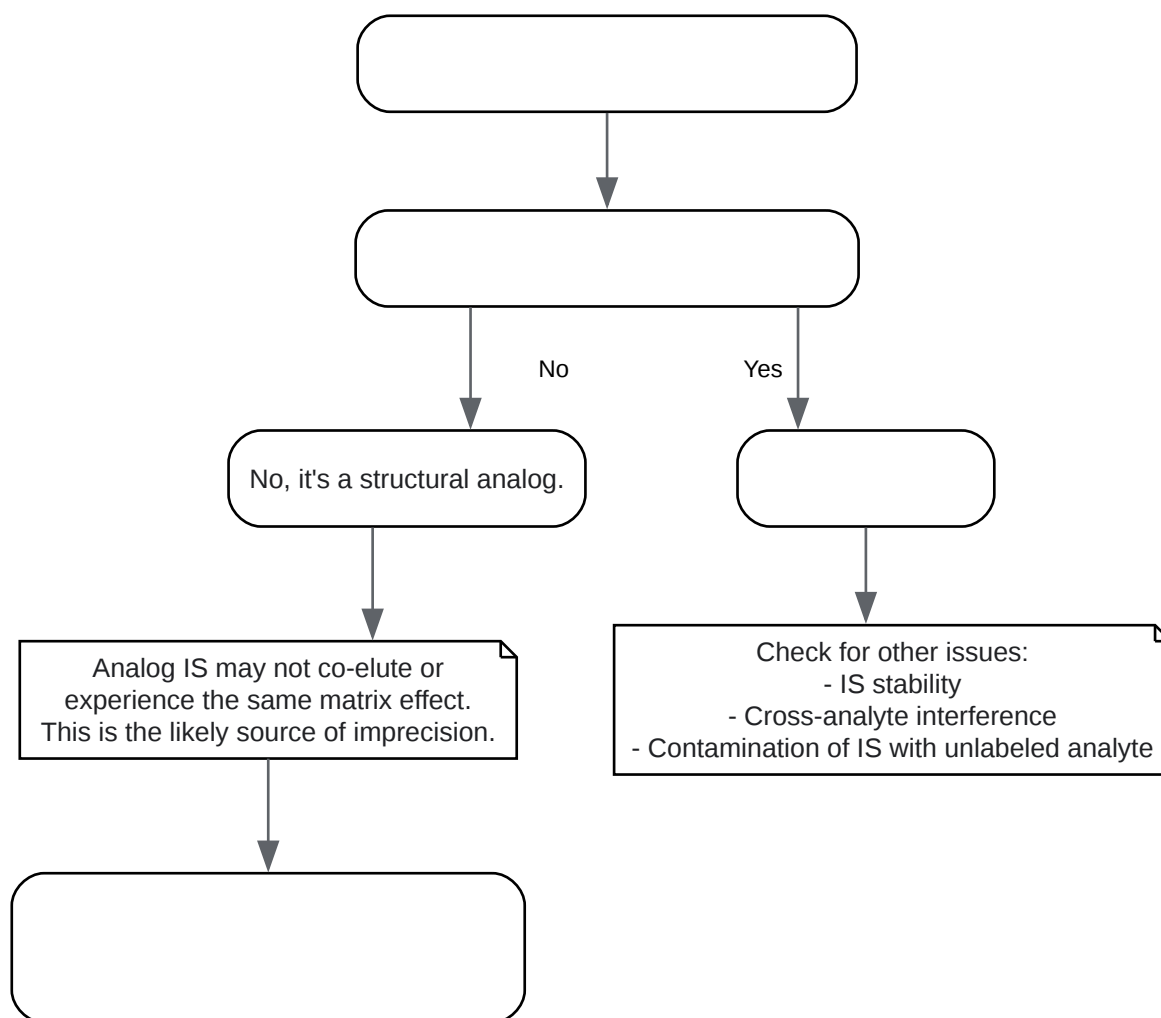 No
Yes
No, it's a structural analog.
Analog IS may not co-elute or
experience the same matrix effect.
This is the likely source of imprecision.
Check for other issues:
- IS stability
- Cross-analyte interference
- Contamination of IS with unlabeled analyte